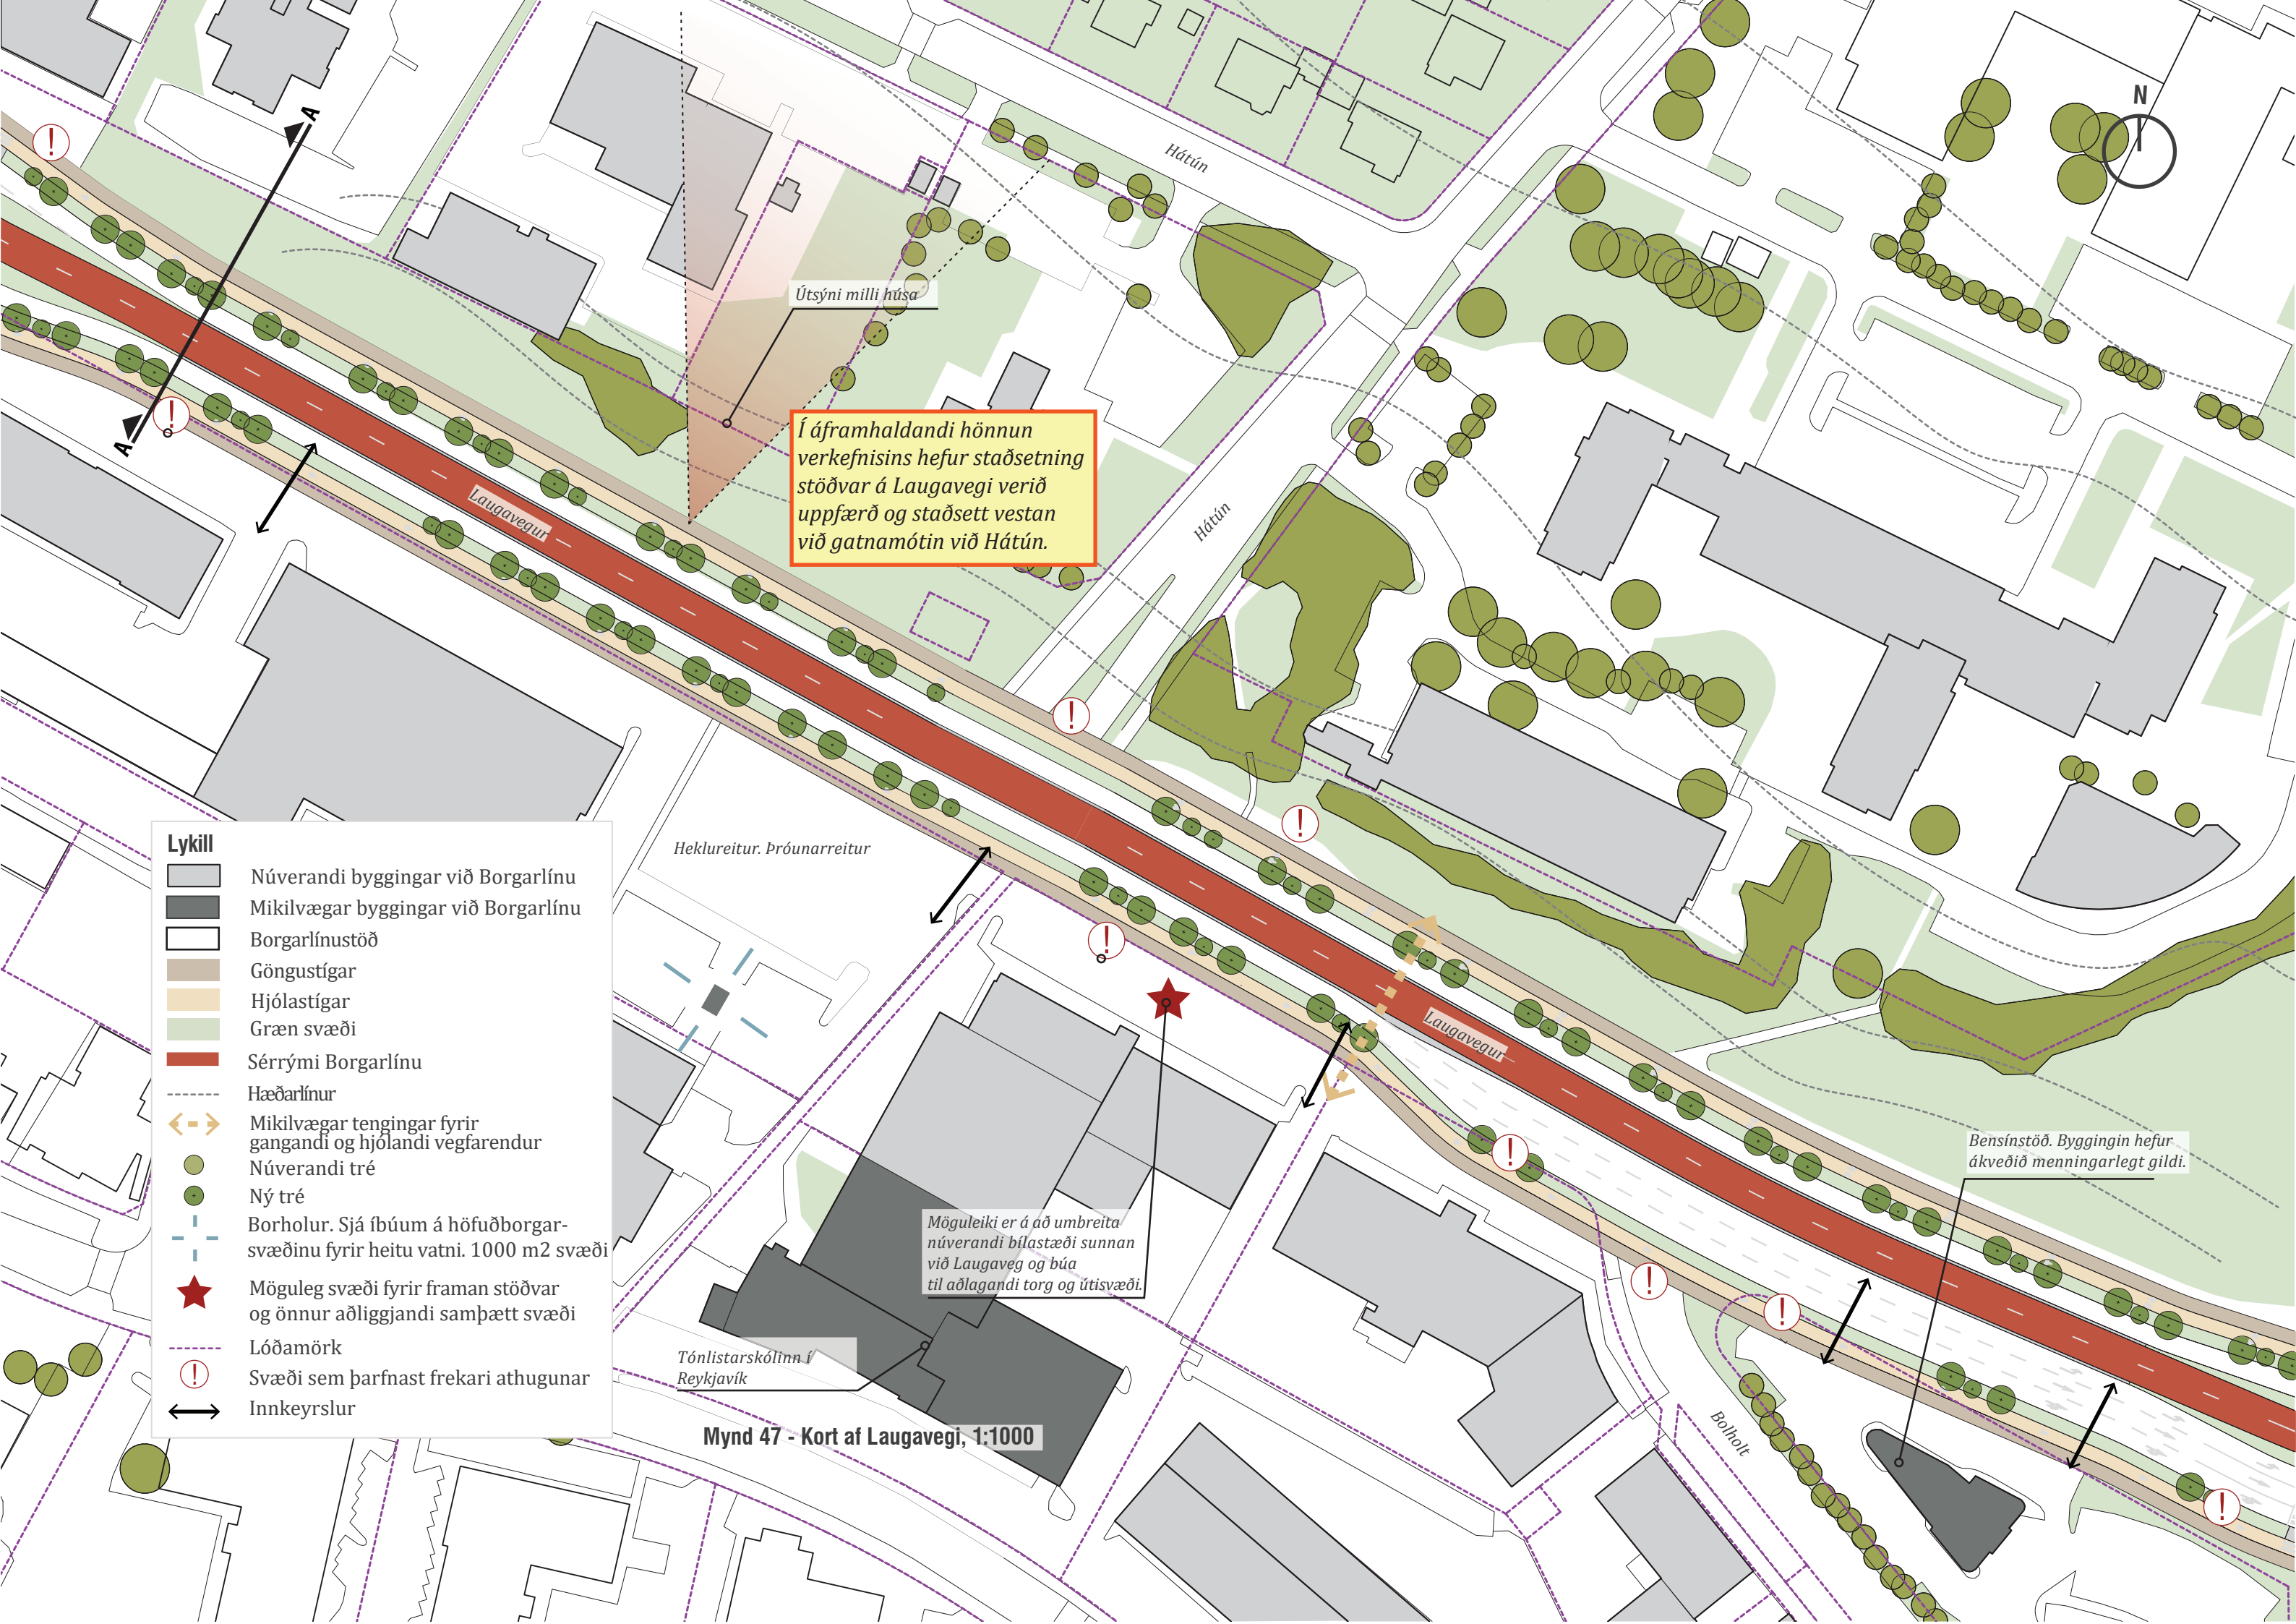 N
A
A
Hátún
Útsýni milli húsa
Í áframhaldandi hönnun
verkefnisins hefur staðsetning
stöðvar á Laugavegi verið
uppfærð og staðsett vestan
við gatnamótin við Hátún.
Laugavegur
Hátún
Heklureitur. Þróunarreitur
Laugavegur
Bensínstöð. Byggingin hefur
ákveðið menningarlegt gildi.
Möguleiki er á að umbreita
núverandi bílastæði sunnan
við Laugaveg og búa
til aðlagandi torg og útisvæði.
Tónlistarskólinn í
Reykjavík
Bolholt
Lykill
Núverandi byggingar við Borgarlínu
Mikilvægar byggingar við Borgarlínu
Borgarlínustöð
Göngustígar
Hjólastígar
Græn svæði
Sérrými Borgarlínu
Hæðarlínur
Mikilvægar tengingar fyrir
gangandi og hjólandi vegfarendur
Núverandi tré
Ný tré
Borholur. Sjá íbúum á höfuðborgar-
svæðinu fyrir heitu vatni. 1000 m2 svæði
Möguleg svæði fyrir framan stöðvar
og önnur aðliggjandi samþætt svæði
Lóðamörk
Svæði sem þarfnast frekari athugunar
Innkeyrslur
Mynd 47 - Kort af Laugavegi, 1:1000